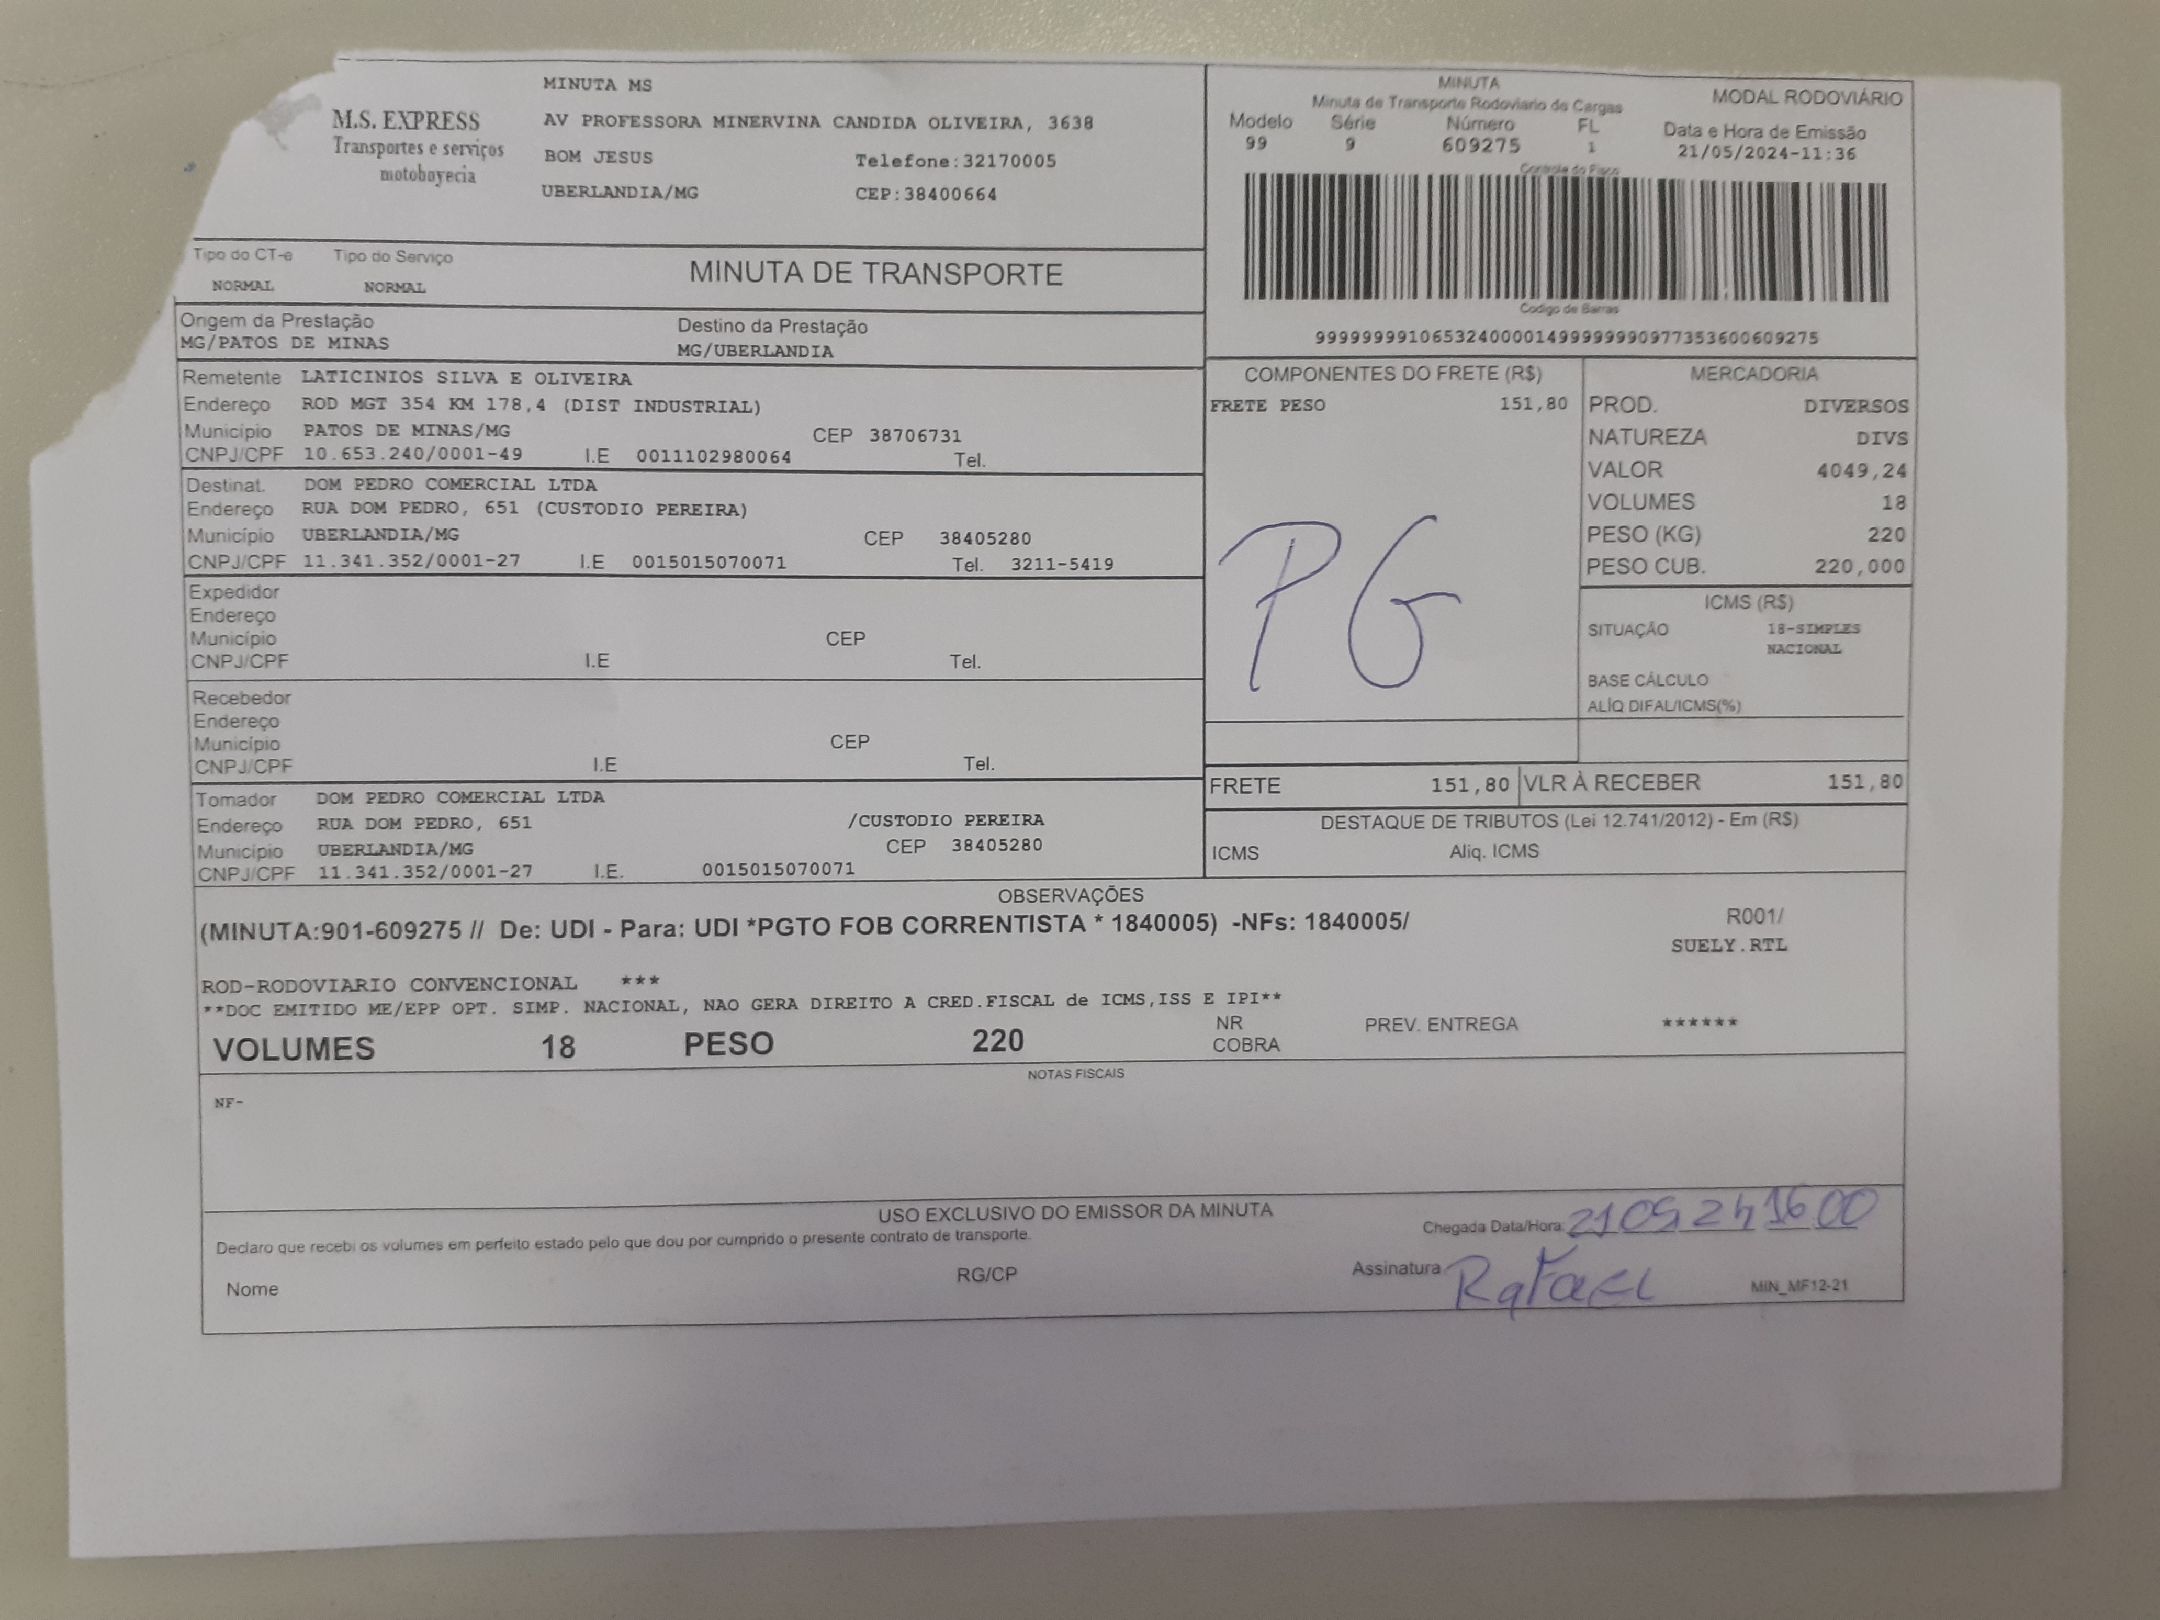 M.S. EXPRESS
Transportes e serviços
motoboyecia
MINUTA MS
AV PROFESSORA MINERVINA CANDIDA OLIVEIRA, 3638
BOM JESUS Telefone:32170005
UBERLANDIA/MG CEP:38400664
MINUTA
Minuta de Transporte Rodoviario de Cargas
MODAL RODOVIÁRIO
Modelo Série Número FL Data e Hora de Emissão
99 9 609275 1 21/05/2024-11:36
Controle do Fisco
Codigo de Barras
99999999106532400001499999999097735360060​9275
Tipo do CT-e Tipo do Serviço
NORMAL NORMAL
MINUTA DE TRANSPORTE
Origem da Prestação Destino da Prestação
MG/PATOS DE MINAS MG/UBERLANDIA
Remetente LATICINIOS SILVA E OLIVEIRA
Endereço ROD MGT 354 KM 178,4 (DIST INDUSTRIAL)
Município PATOS DE MINAS/MG CEP 38706731
CNPJ/CPF 10.653.240/0001-49 I.E 0011102980064 Tel.
Destinat. DOM PEDRO COMERCIAL LTDA
Endereço RUA DOM PEDRO, 651 (CUSTODIO PEREIRA)
Município UBERLANDIA/MG CEP 38405280
CNPJ/CPF 11.341.352/0001-27 I.E 0015015070071 Tel. 3211-5419
Expedidor
Endereço
Município CEP
CNPJ/CPF I.E Tel.
Recebedor
Endereço
Município CEP
CNPJ/CPF I.E Tel.
Tomador DOM PEDRO COMERCIAL LTDA
Endereço RUA DOM PEDRO, 651 /CUSTODIO PEREIRA
Município UBERLANDIA/MG CEP 38405280
CNPJ/CPF 11.341.352/0001-27 I.E. 0015015070071
COMPONENTES DO FRETE (R$)
FRETE PESO 151,80
PG
MERCADORIA
PROD. DIVERSOS
NATUREZA DIVS
VALOR 4049,24
VOLUMES 18
PESO (KG) 220
PESO CUB. 220,000
ICMS (R$)
SITUAÇÃO 18-SIMPLES
NACIONAL
BASE CÁLCULO
ALÍQ DIFAL/ICMS(%)
FRETE 151,80 VLR À RECEBER 151,80
DESTAQUE DE TRIBUTOS (Lei 12.741/2012) - Em (R$)
ICMS Aliq. ICMS
OBSERVAÇÕES
(MINUTA:901-609275 // De: UDI - Para: UDI *PGTO FOB CORRENTISTA * 1840005) -NFs: 1840005/
R001/
SUELY.RTL
ROD-RODOVIARIO CONVENCIONAL ***
**DOC EMITIDO ME/EPP OPT. SIMP. NACIONAL, NAO GERA DIREITO A CRED.FISCAL de ICMS,ISS E IPI**
VOLUMES 18 PESO 220 NR COBRA PREV. ENTREGA ******
NOTAS FISCAIS
NF-
USO EXCLUSIVO DO EMISSOR DA MINUTA
Declaro que recebi os volumes em perfeito estado pelo que dou por cumprido o presente contrato de transporte.
Chegada Data/Hora: 21 05 24 16 00
Nome RG/CP Assinatura Rafael MIN_MF12-21